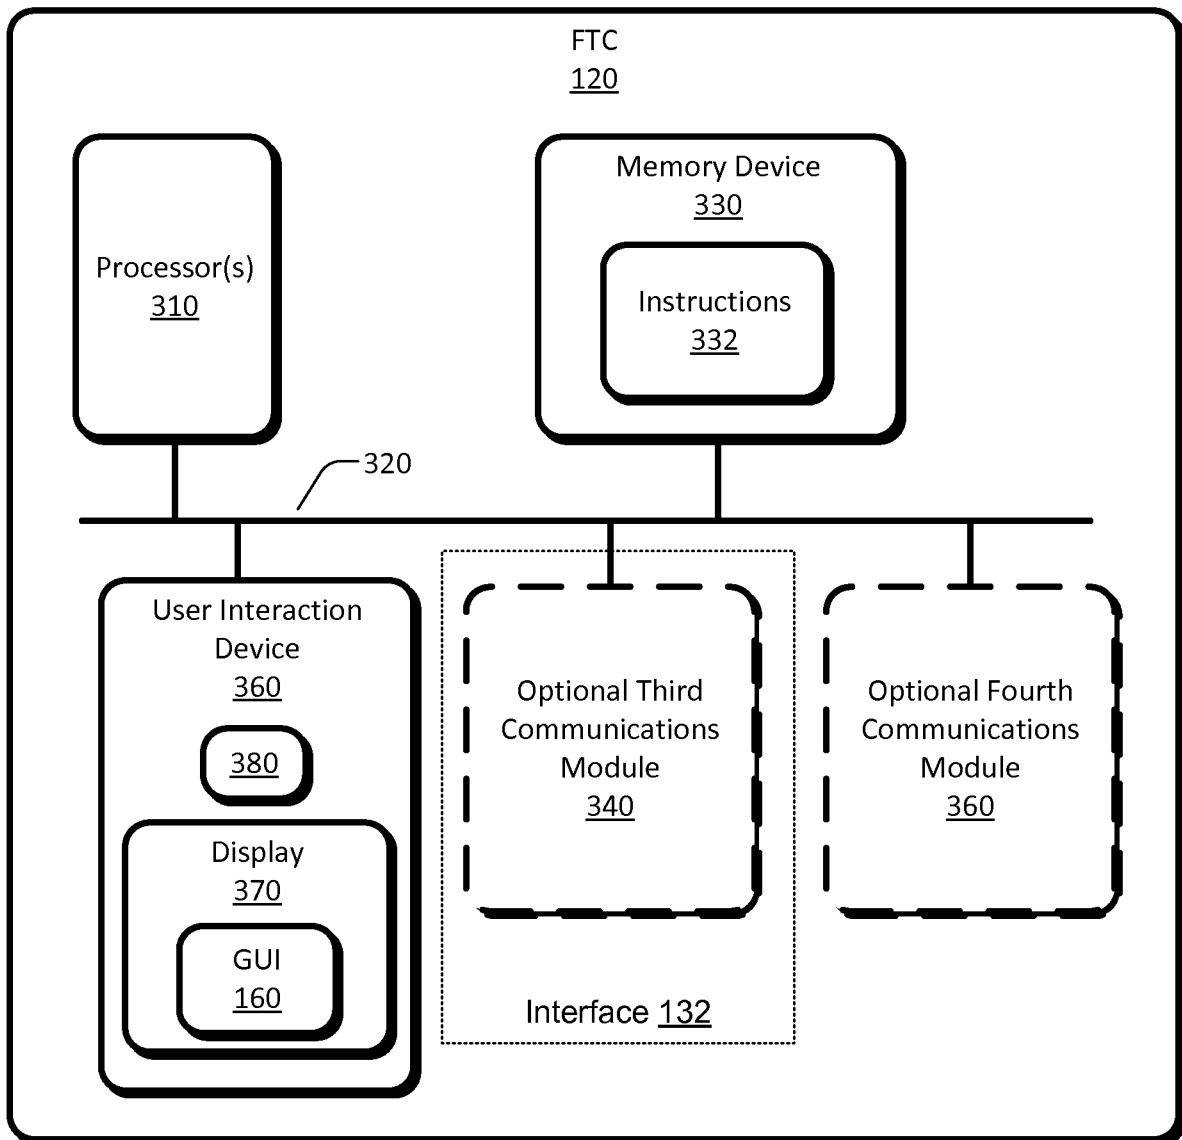 FTC
120
Processor(s)
310
Memory Device
330
Instructions
332
320
User Interaction
Device
360
380
Display
370
GUI
160
Optional Third
Communications
Module
340
Interface 132
Optional Fourth
Communications
Module
360